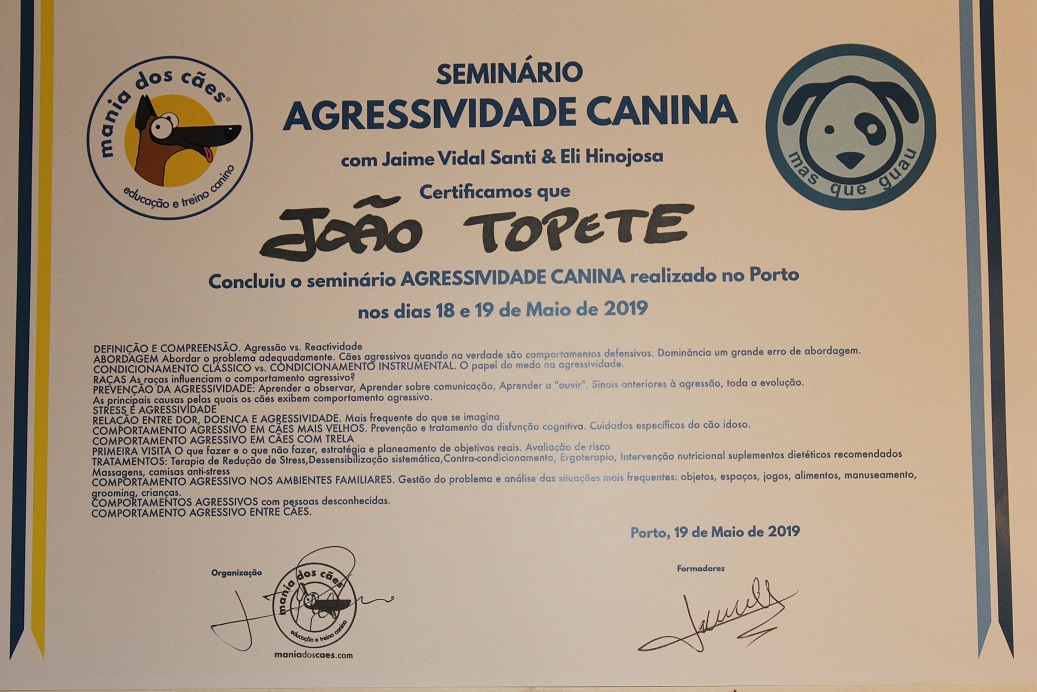 mania dos cães®
educação e treino canino
SEMINÁRIO
AGRESSIVIDADE CANINA
mas que guau
com Jaime Vidal Santi & Eli Hinojosa
Certificamos que
JOÃO TOPETE
Concluiu o seminário AGRESSIVIDADE CANINA realizado no Porto
nos dias 18 e 19 de Maio de 2019
DEFINIÇÃO E COMPREENSÃO. Agressão vs. Reactividade
ABORDAGEM Abordar o problema adequadamente. Cães agressivos quando na verdade são comportamentos defensivos. Dominância um grande erro de abordagem.
CONDICIONAMENTO CLÁSSICO vs. CONDICIONAMENTO INSTRUMENTAL. O papel do medo na agressividade.
RAÇAS As raças influenciam o comportamento agressivo?
PREVENÇÃO DA AGRESSIVIDADE: Aprender a observar, Aprender sobre comunicação, Aprender a "ouvir". Sinais anteriores à agressão, toda a evolução.
As principais causas pelas quais os cães exibem comportamento agressivo.
STRESS E AGRESSIVIDADE
RELAÇÃO ENTRE DOR, DOENÇA E AGRESSIVIDADE. Mais frequente do que se imagina
COMPORTAMENTO AGRESSIVO EM CÃES MAIS VELHOS. Prevenção e tratamento da disfunção cognitiva. Cuidados específicos do cão idoso.
COMPORTAMENTO AGRESSIVO EM CÃES COM TRELA
PRIMEIRA VISITA O que fazer e o que não fazer, estratégia e planeamento de objetivos reais. Avaliação de risco
TRATAMENTOS: Terapia de Redução de Stress,Dessensibilização sistemática,Contra-condicionamento, Ergoterapia, Intervenção nutricional suplementos dietéticos recomendados
Massagens, camisas anti-stress
COMPORTAMENTO AGRESSIVO NOS AMBIENTES FAMILIARES. Gestão do problema e análise das situações mais frequentes: objetos, espaços, jogos, alimentos, manuseamento,
grooming, crianças.
COMPORTAMENTOS AGRESSIVOS com pessoas desconhecidas.
COMPORTAMENTO AGRESSIVO ENTRE CÃES.
Porto, 19 de Maio de 2019
Organização
Formadores
mania dos cães
educação e treino canino
maniadoscaes.com